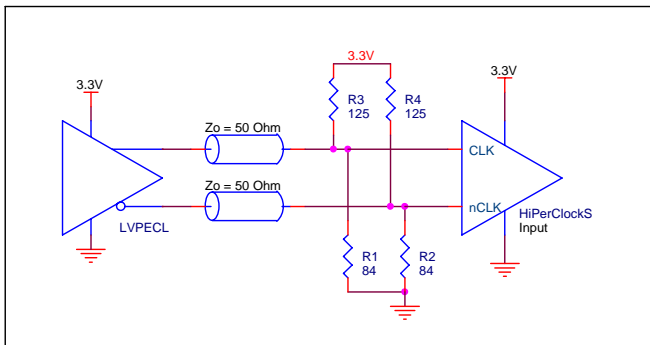 3.3V
3.3V
3.3V
R3
125
R4
125
Zo = 50 Ohm
CLK
Zo = 50 Ohm
nCLK
LVPECL
HiPerClockS
Input
R1
84
R2
84